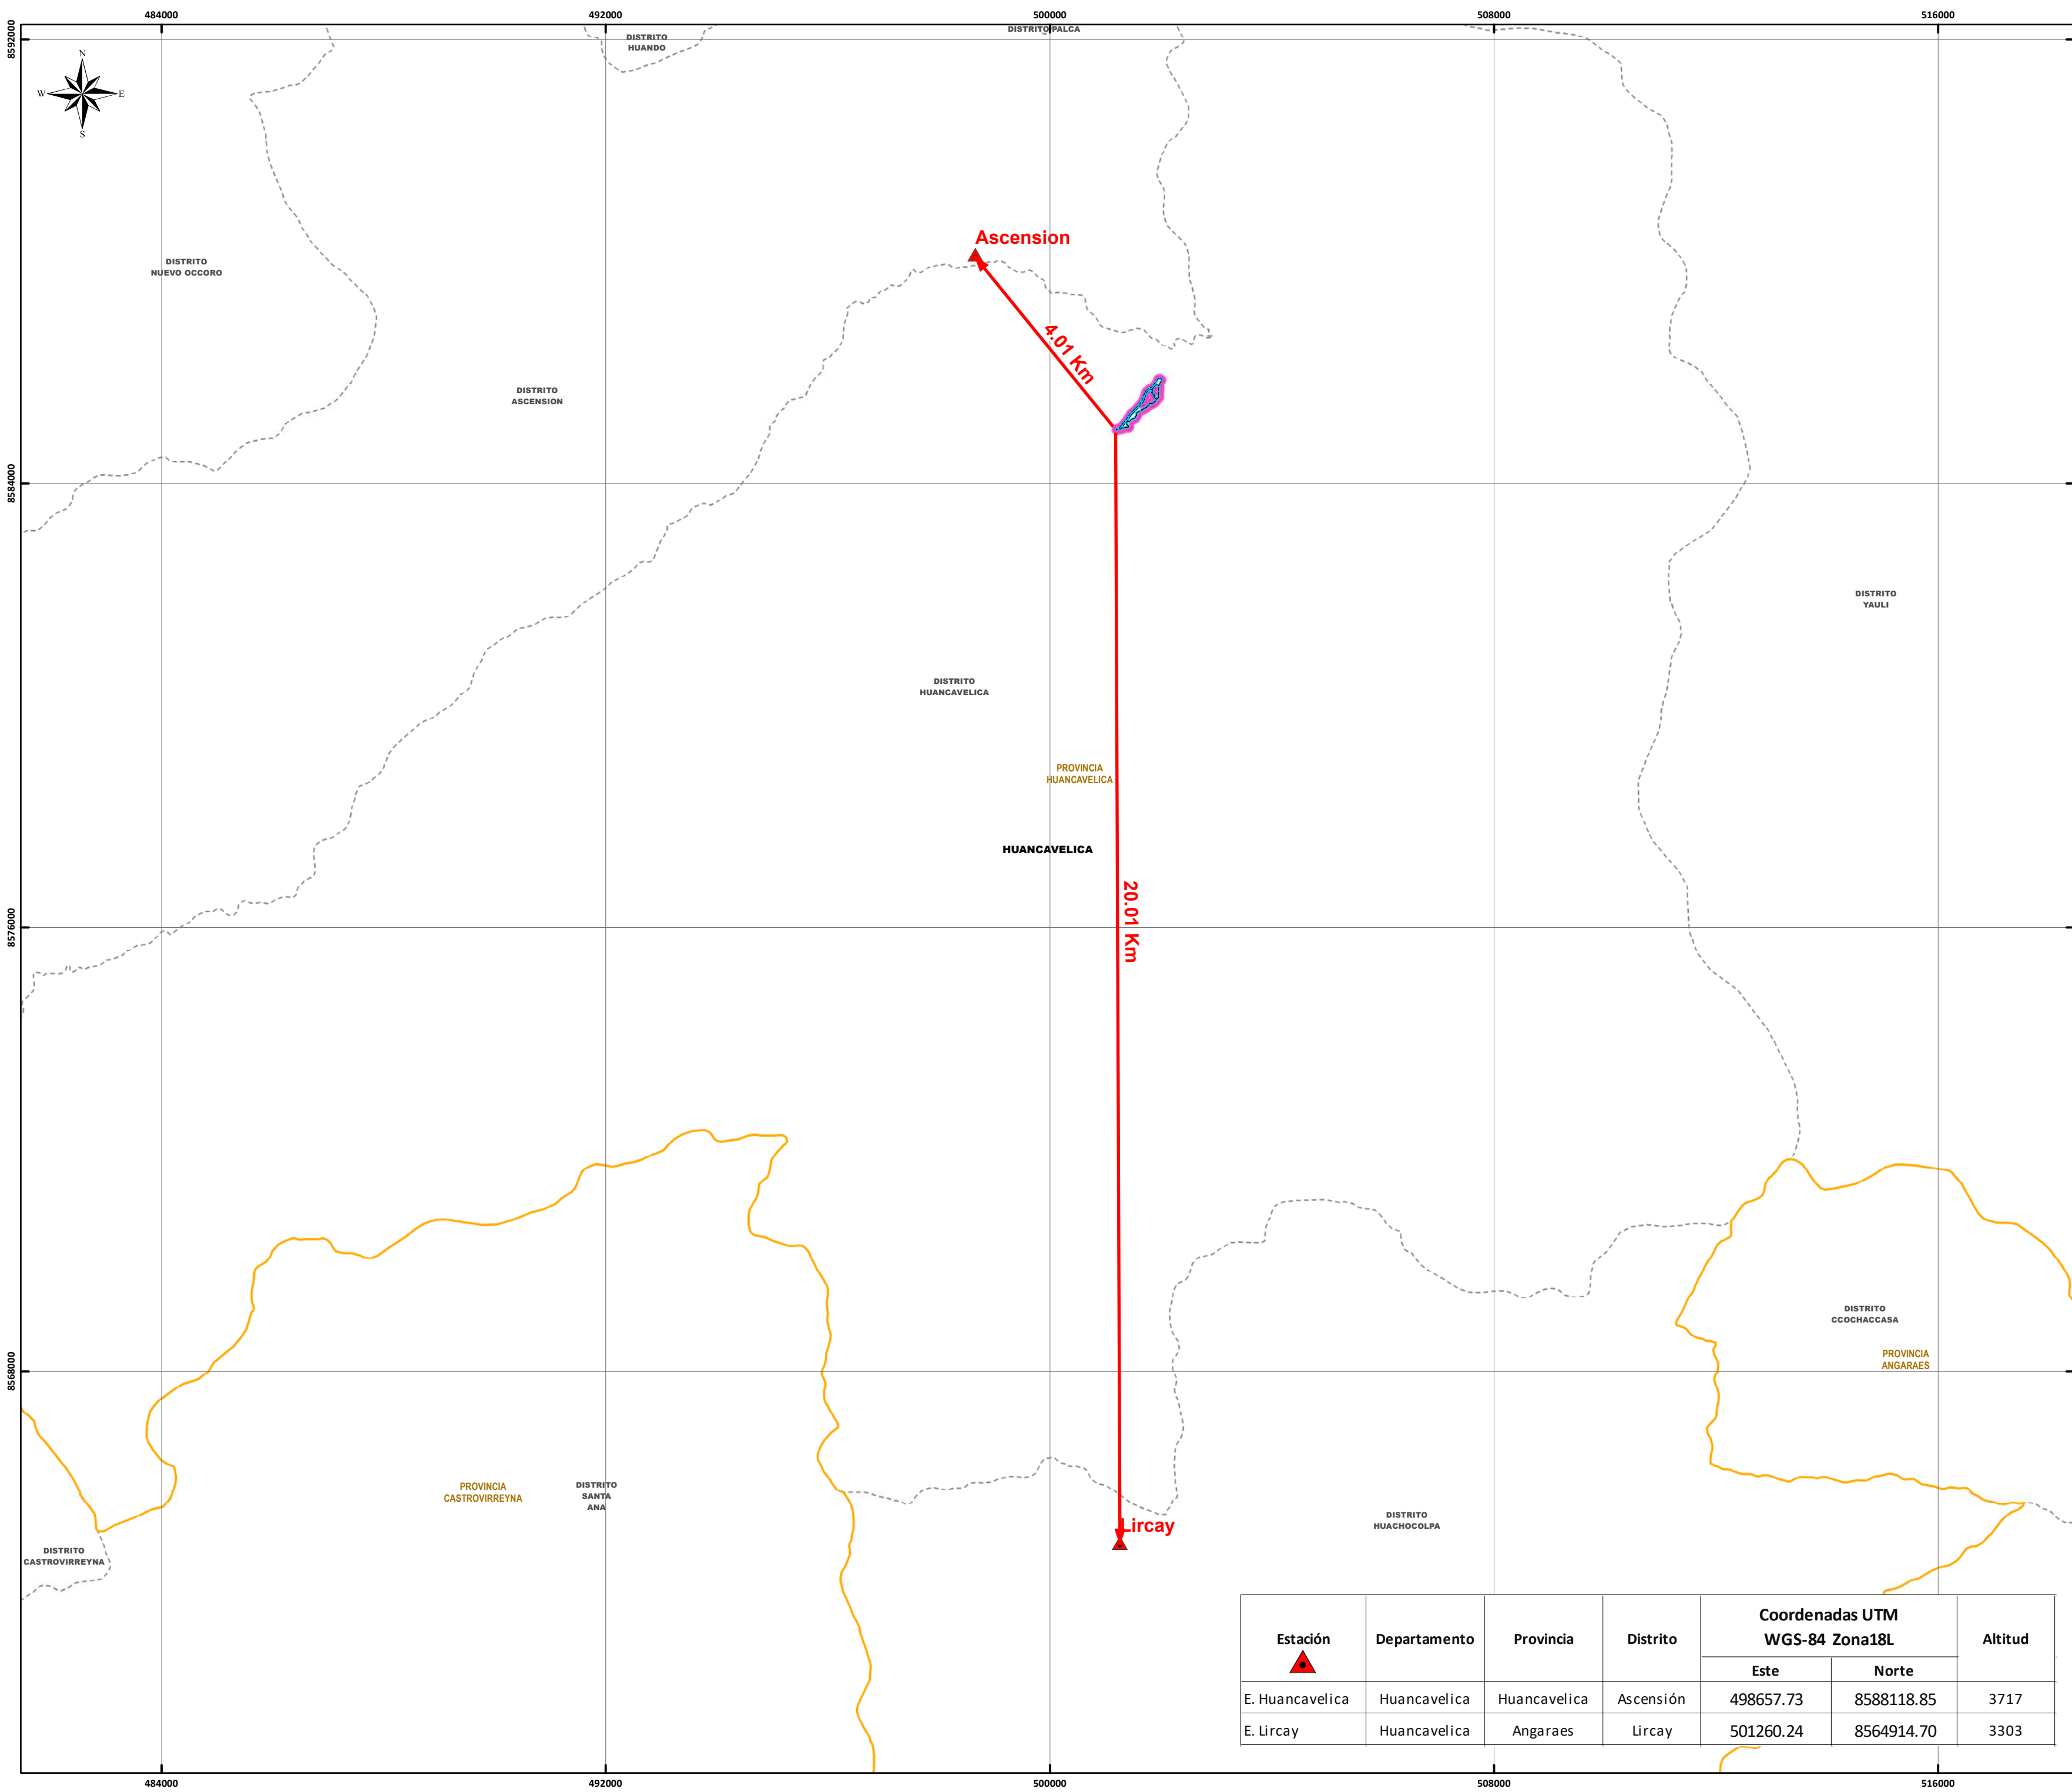 484000
492000
500000
508000
516000
8592000
8584000
8576000
8568000
N
W
E
S
DISTRITO
HUANDO
DISTRITO PALCA
DISTRITO
NUEVO OCCORO
Ascension
4.01 Km
DISTRITO
ASCENSION
DISTRITO
YAULI
DISTRITO
HUANCAVELICA
PROVINCIA
HUANCAVELICA
HUANCAVELICA
20.01 Km
DISTRITO
CCOCHACCASA
PROVINCIA
ANGARAES
PROVINCIA
CASTROVIRREYNA
DISTRITO
SANTA
ANA
DISTRITO
HUACHOCOLPA
Lircay
DISTRITO
CASTROVIRREYNA
Estación Departamento Provincia Distrito Coordenadas UTM WGS-84 Zona18L Altitud
Este Norte
E. Huancavelica Huancavelica Huancavelica Ascensión 498657.73 8588118.85 3717
E. Lircay Huancavelica Angaraes Lircay 501260.24 8564914.70 3303
484000
492000
500000
508000
516000